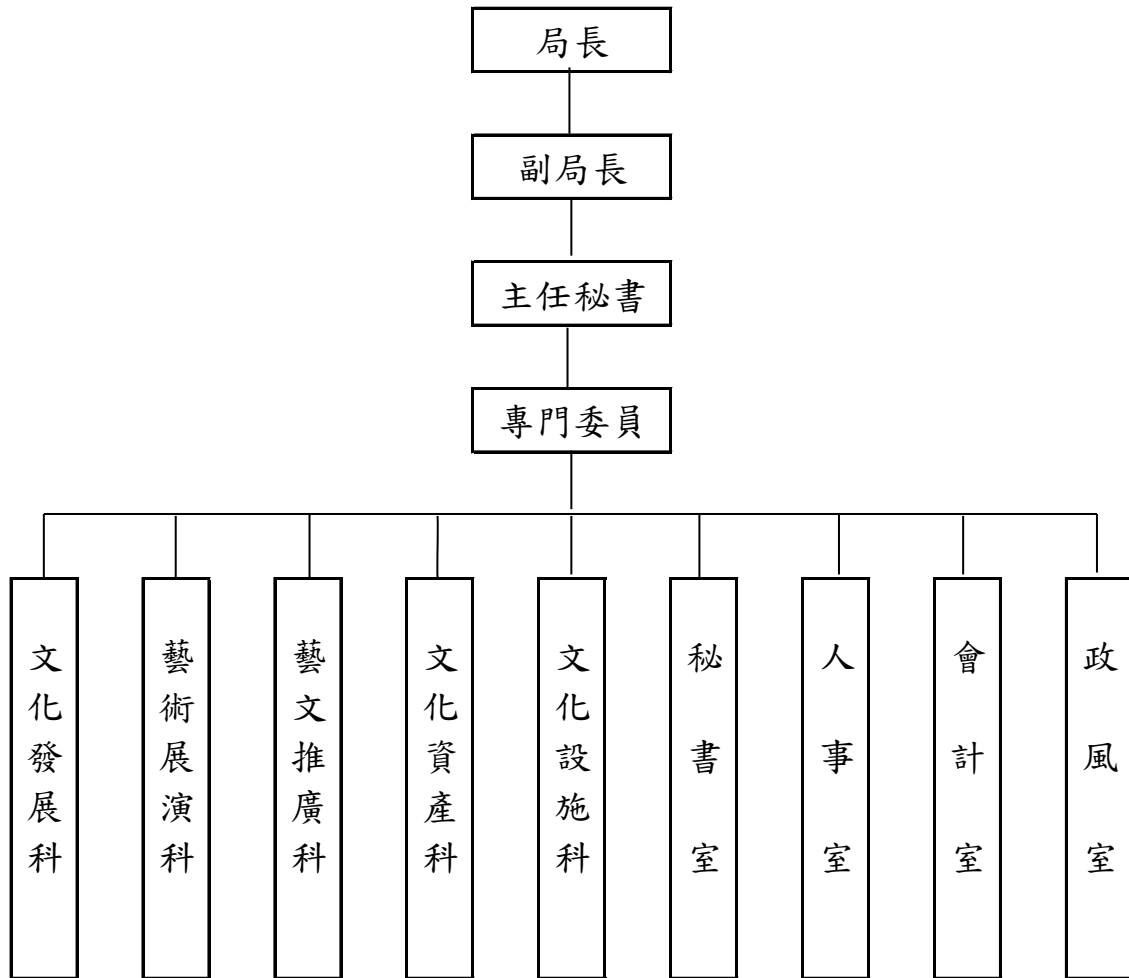 局長
副局長
主任秘書
專門委員
文化發展科
藝術展演科
藝文推廣科
文化資產科
文化設施科
秘書室
人事室
會計室
政風室